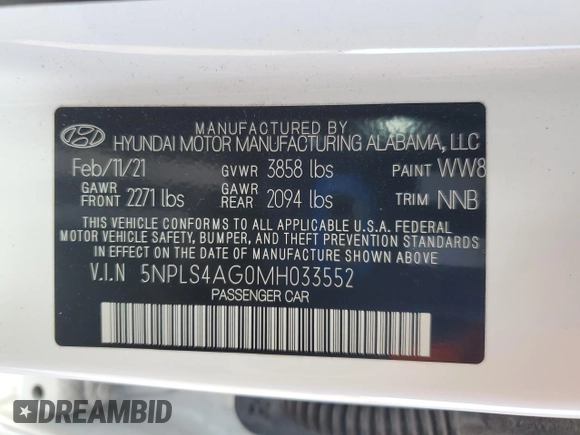 MANUFACTURED BY
HYUNDAI MOTOR MANUFACTURING ALABAMA, LLC
Feb/11/21 GVWR 3858 lbs PAINT WW8
GAWR FRONT 2271 lbs GAWR REAR 2094 lbs TRIM NNB
THIS VEHICLE CONFORMS TO ALL APPLICABLE U.S.A. FEDERAL
MOTOR VEHICLE SAFETY, BUMPER, AND THEFT PREVENTION STANDARDS
IN EFFECT ON THE DATE OF MANUFACTURE SHOWN ABOVE.
V.I.N 5NPLS4AG0MH033552
PASSENGER CAR
DREAMBID